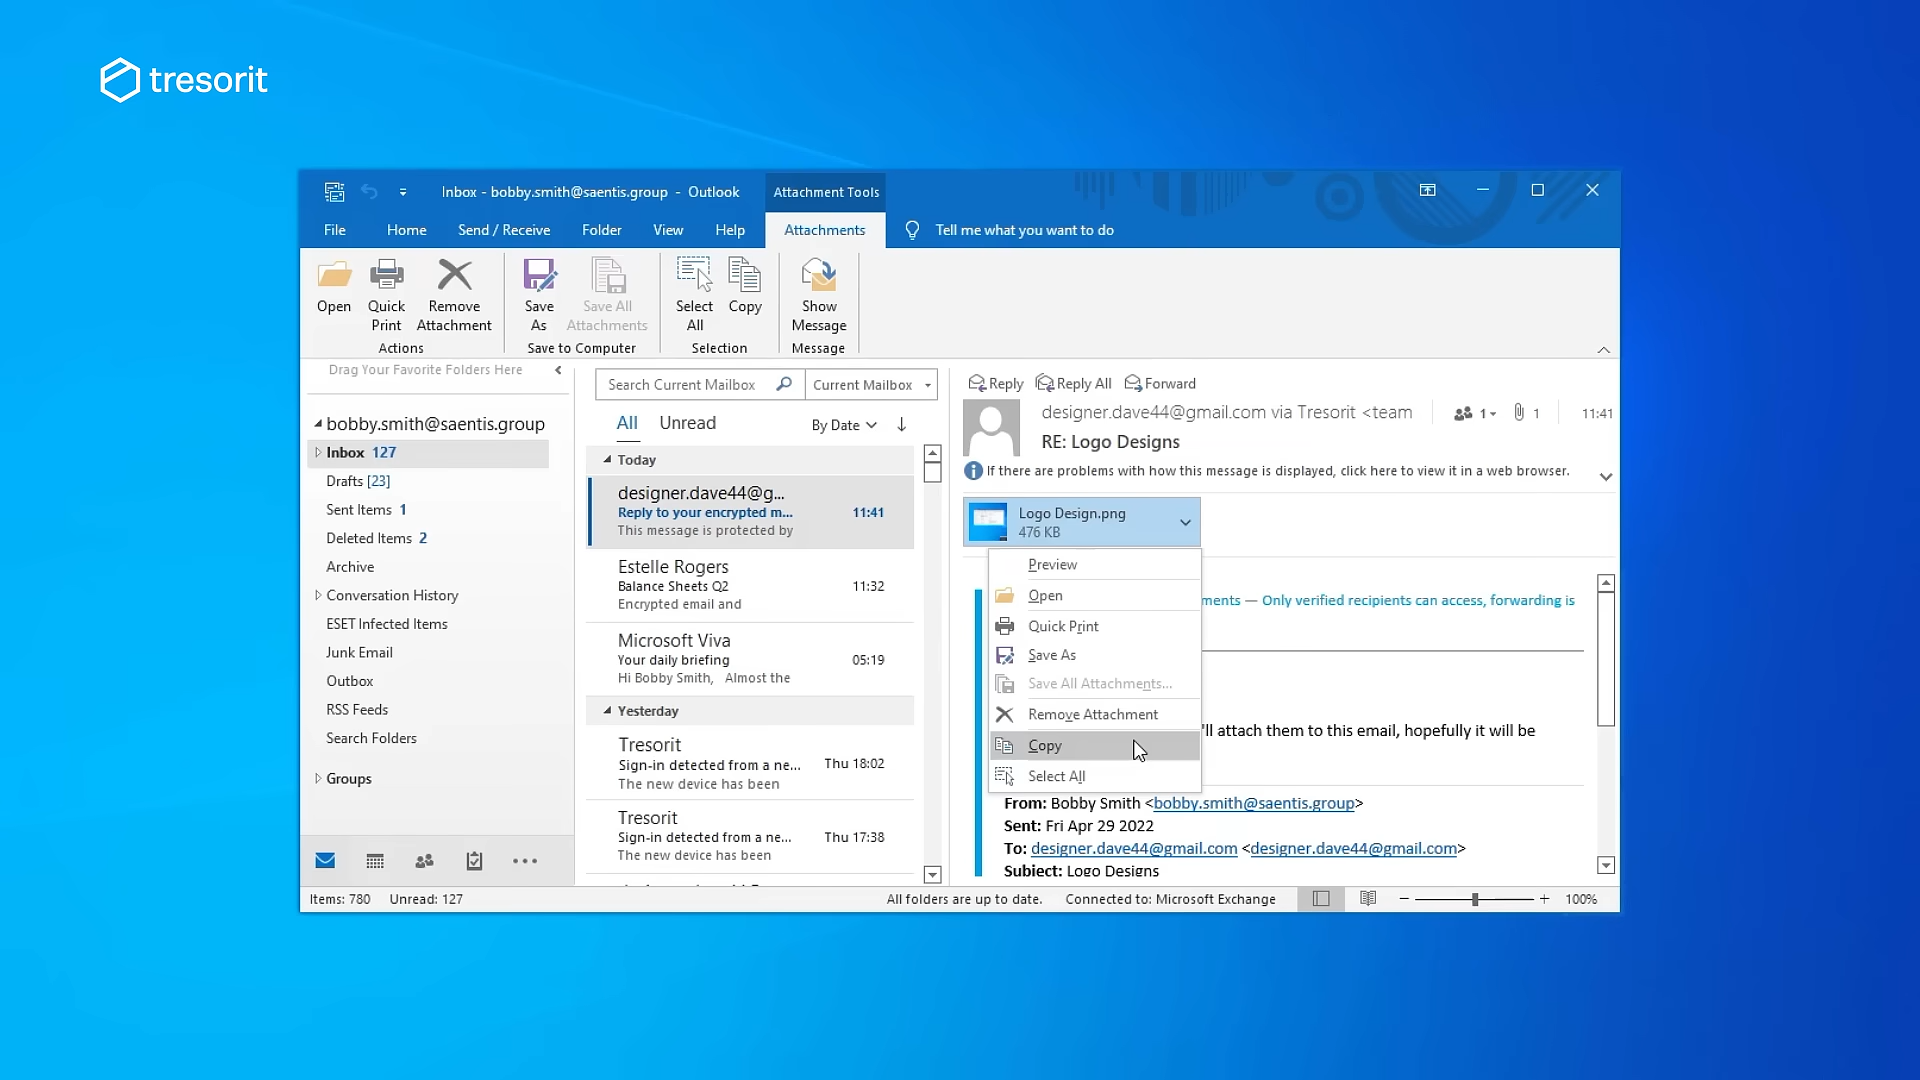 tresorit
Inbox - bobby.smith@saentis.group - Outlook
Attachment Tools
File
Home
Send / Receive
Folder
View
Help
Attachments
Tell me what you want to do
Open
Quick
Print
Remove
Attachment
Actions
Save
As
Save All
Attachments
Save to Computer
Select
All
Copy
Selection
Show
Message
Message
Drag Your Favorite Folders Here
bobby.smith@saentis.group
Inbox 127
Drafts [23]
Sent Items 1
Deleted Items 2
Archive
Conversation History
ESET Infected Items
Junk Email
Outbox
RSS Feeds
Search Folders
Groups
Search Current Mailbox
Current Mailbox
All
Unread
By Date
Today
designer.dave44@g...
Reply to your encrypted m... 11:41
This message is protected by
Estelle Rogers
Balance Sheets Q2 11:32
Encrypted email and
Microsoft Viva
Your daily briefing 05:19
Hi Bobby Smith, Almost the
Yesterday
Tresorit
Sign-in detected from a ne... Thu 18:02
The new device has been
Tresorit
Sign-in detected from a ne... Thu 17:38
The new device has been
Reply
Reply All
Forward
designer.dave44@gmail.com via Tresorit <team
1
1
11:41
RE: Logo Designs
If there are problems with how this message is displayed, click here to view it in a web browser.
Logo Design.png
476 KB
Preview
Open
Quick Print
Save As
Save All Attachments...
Remove Attachment
Copy
Select All
ments — Only verified recipients can access, forwarding is
'll attach them to this email, hopefully it will be
From: Bobby Smith <bobby.smith@saentis.group>
Sent: Fri Apr 29 2022
To: designer.dave44@gmail.com <designer.dave44@gmail.com>
Subject: Logo Designs
Items: 780
Unread: 127
All folders are up to date.
Connected to: Microsoft Exchange
100%